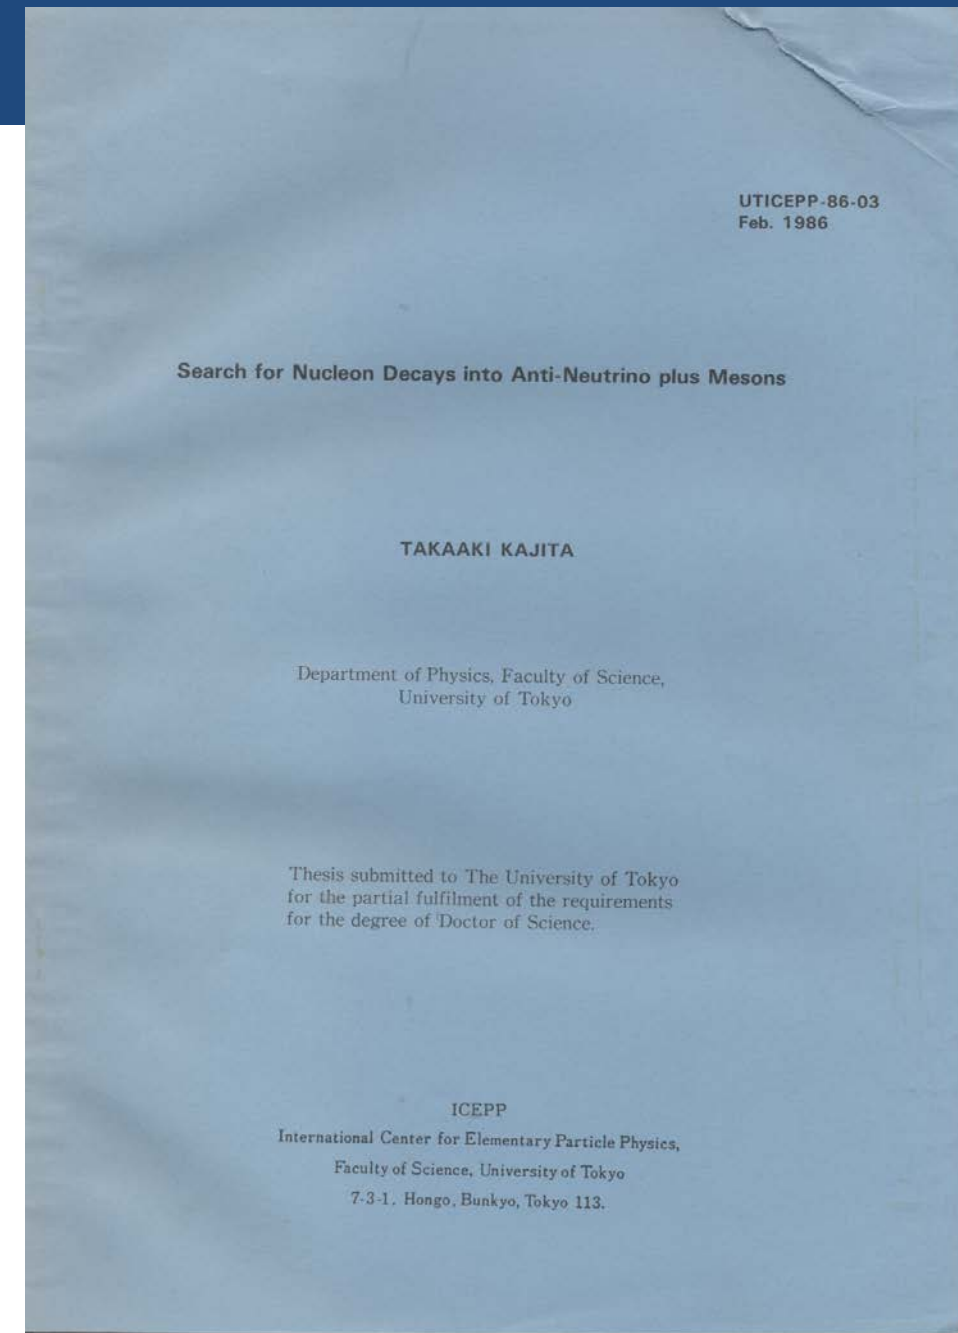 UTICEPP-86-03
Feb. 1986
Search for Nucleon Decays into Anti-Neutrino plus Mesons
TAKAAKI KAJITA
Department of Physics, Faculty of Science,
University of Tokyo
Thesis submitted to The University of Tokyo
for the partial fulfilment of the requirements
for the degree of Doctor of Science.
ICEPP
International Center for Elementary Particle Physics,
Faculty of Science, University of Tokyo
7-3-1, Hongo, Bunkyo, Tokyo 113.